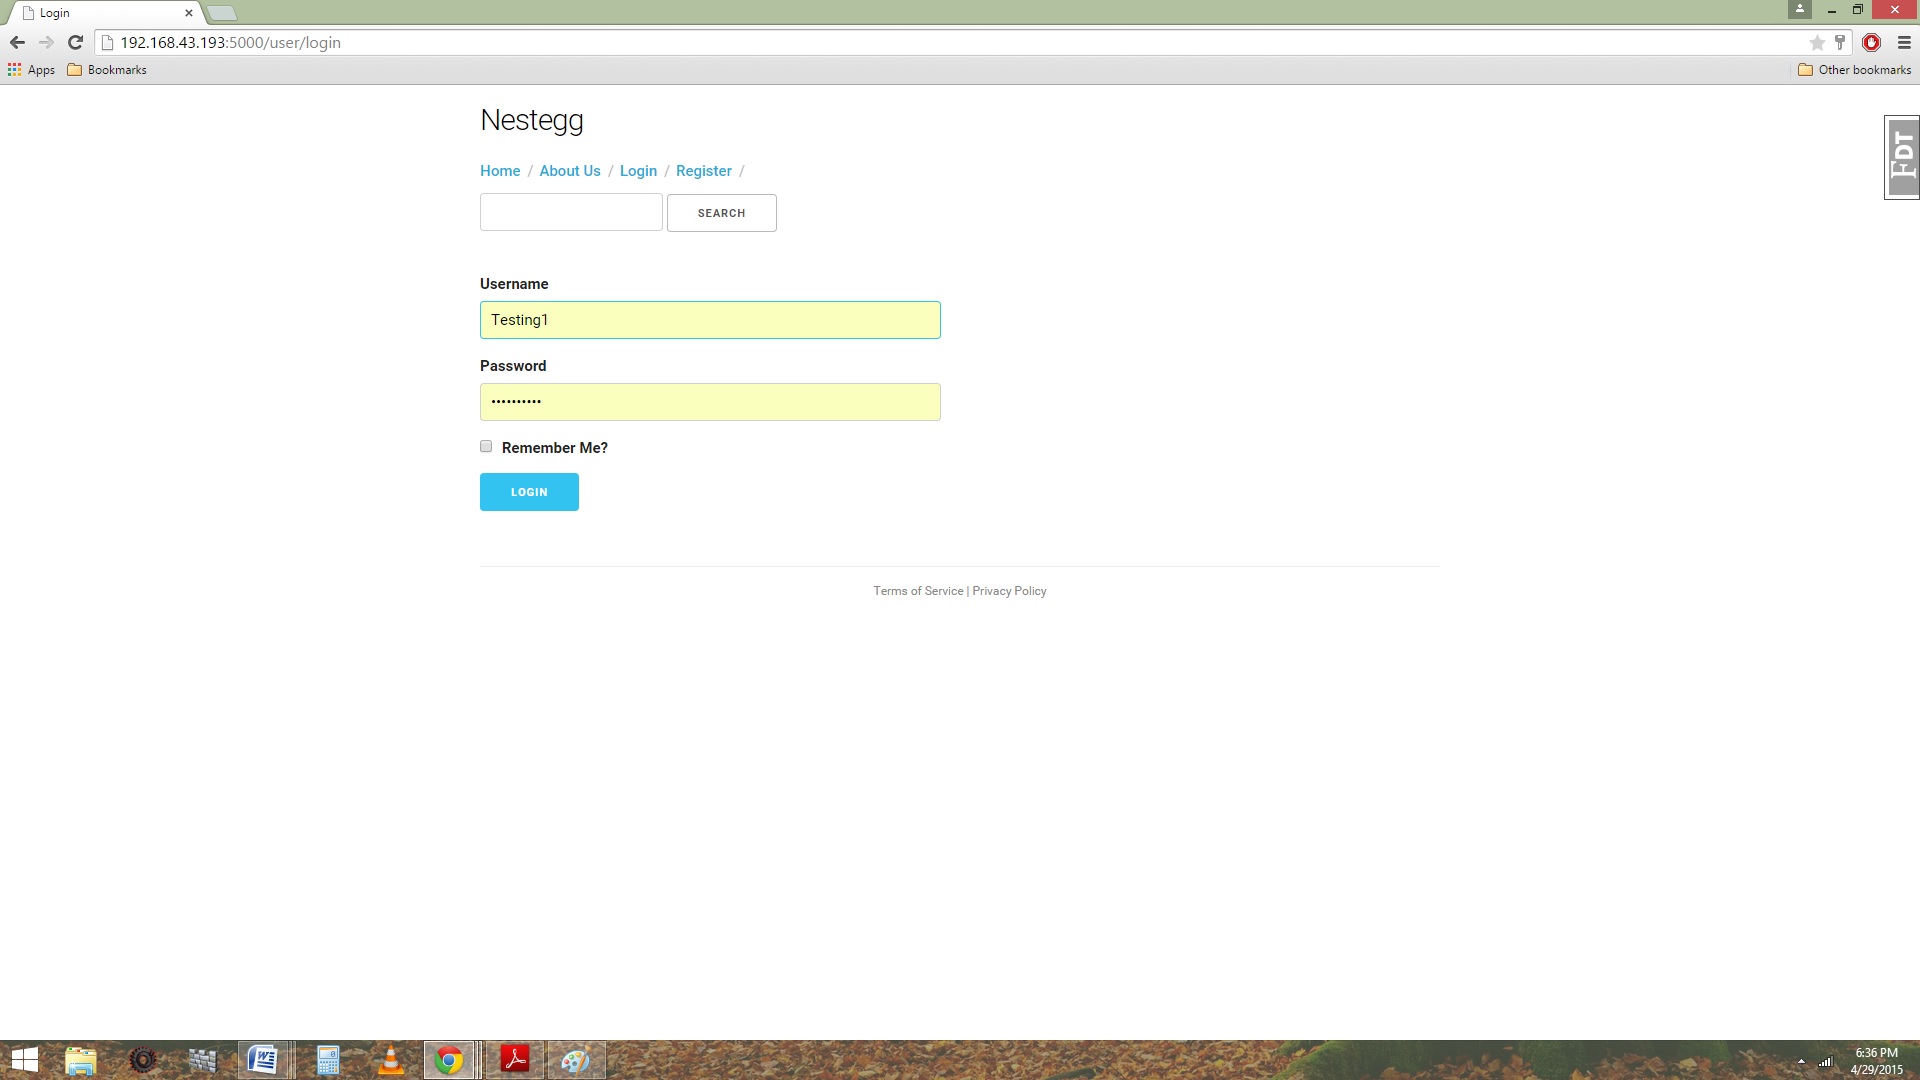 Login
192.168.43.193:5000/user/login
Apps Bookmarks Other bookmarks
Nestegg
FDT
Home / About Us / Login / Register /
SEARCH
Username
Testing1
Password
••••••••••
Remember Me?
LOGIN
Terms of Service | Privacy Policy
6:36 PM
4/29/2015